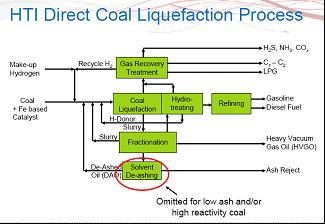 HTI Direct Coal Liquefaction Process
H₂S, NH₃, COₓ
Make-up
Hydrogen
Recycle H₂
Gas Recovery
Treatment
C₁ – C₂
LPG
Coal
+ Fe based
Catalyst
Coal
Liquefaction
Hydro-
treating
Refining
Gasoline
Diesel Fuel
H-Donor
Slurry
Slurry
Fractionation
Heavy Vacuum
Gas Oil (HVGO)
De-Ashed
Oil (DAO)
Solvent
De-ashing
Ash Reject
Omitted for low ash and/or
high reactivity coal